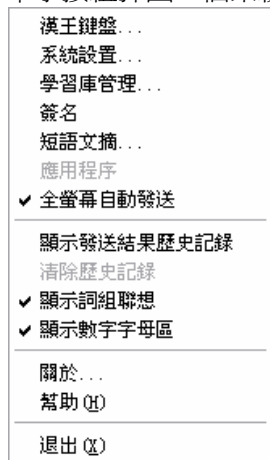 漢王鍵盤...
系統設置...
學習庫管理...
簽名
短語文摘...
應用程序
全螢幕自動發送
顯示發送結果歷史記錄
清除歷史記錄
顯示詞組聯想
顯示數字字母區
關於...
幫助(H)
退出(X)